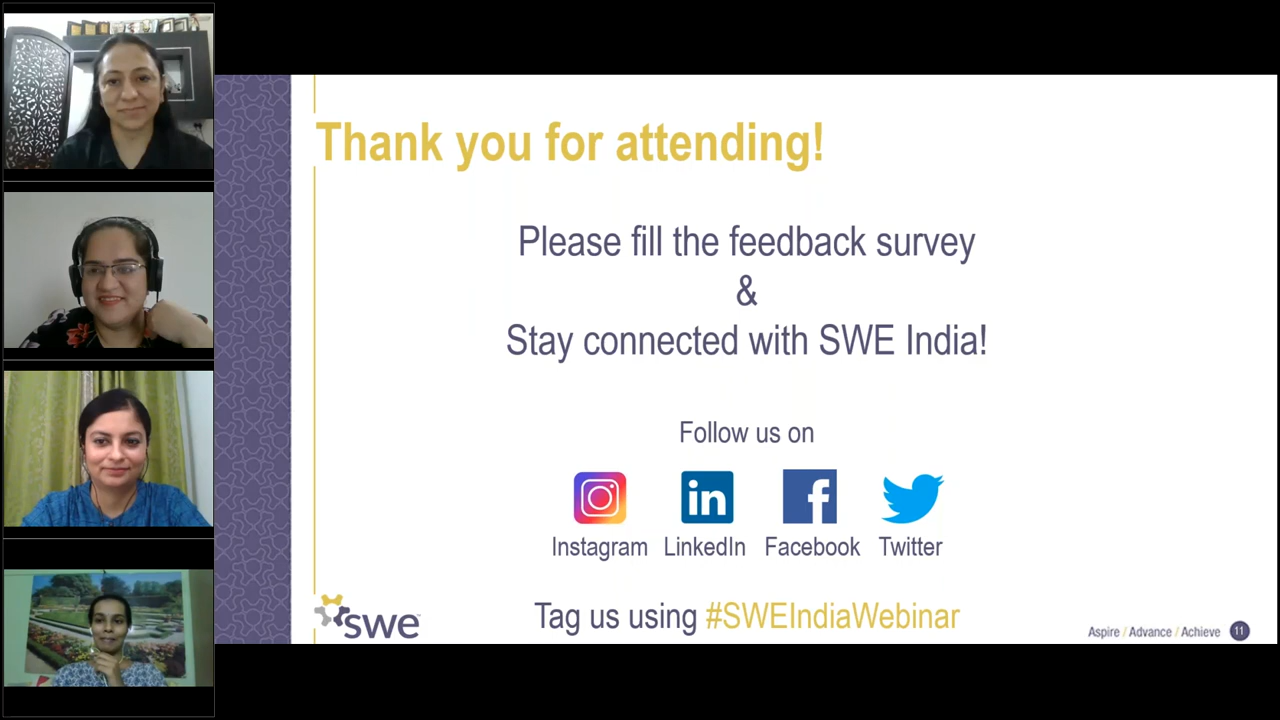 Thank you for attending!
Please fill the feedback survey
&
Stay connected with SWE India!
Follow us on
Instagram LinkedIn Facebook Twitter
swe
Tag us using #SWEIndiaWebinar
Aspire / Advance / Achieve 11